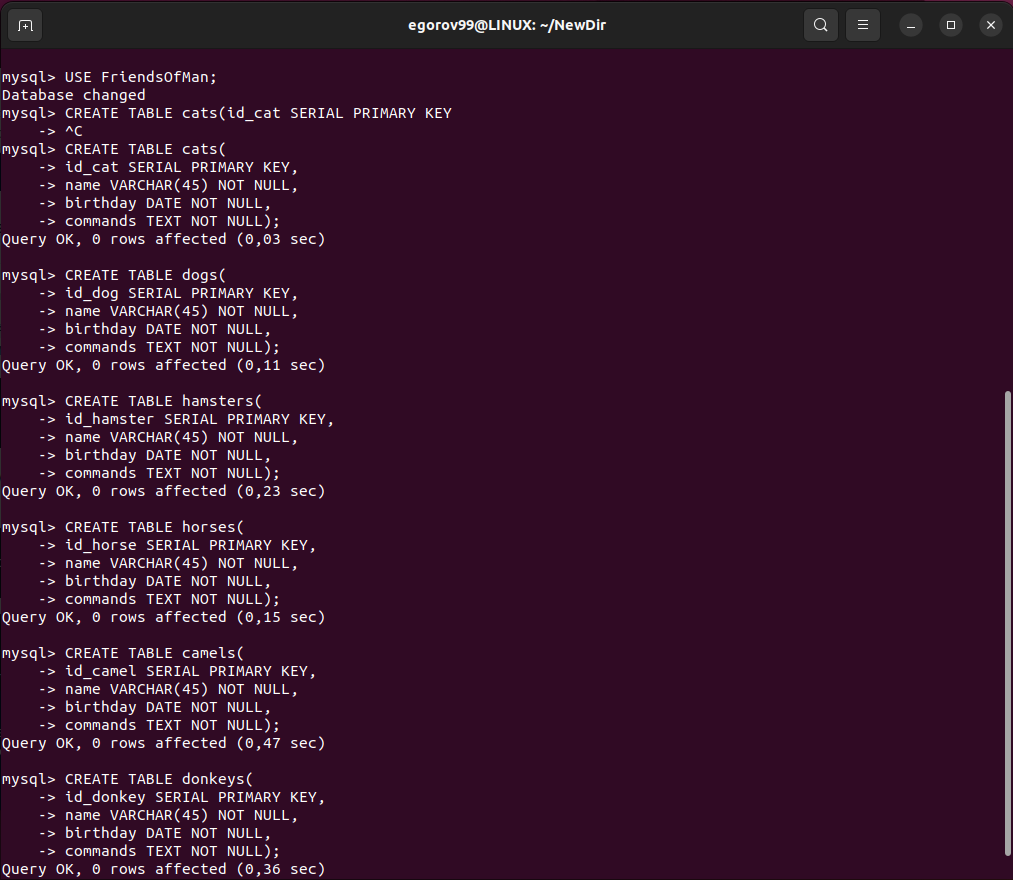 egorov99@LINUX: ~/NewDir
mysql> USE FriendsOfMan;
Database changed
mysql> CREATE TABLE cats(id_cat SERIAL PRIMARY KEY
    -> ^C
mysql> CREATE TABLE cats(
    -> id_cat SERIAL PRIMARY KEY,
    -> name VARCHAR(45) NOT NULL,
    -> birthday DATE NOT NULL,
    -> commands TEXT NOT NULL);
Query OK, 0 rows affected (0,03 sec)

mysql> CREATE TABLE dogs(
    -> id_dog SERIAL PRIMARY KEY,
    -> name VARCHAR(45) NOT NULL,
    -> birthday DATE NOT NULL,
    -> commands TEXT NOT NULL);
Query OK, 0 rows affected (0,11 sec)

mysql> CREATE TABLE hamsters(
    -> id_hamster SERIAL PRIMARY KEY,
    -> name VARCHAR(45) NOT NULL,
    -> birthday DATE NOT NULL,
    -> commands TEXT NOT NULL);
Query OK, 0 rows affected (0,23 sec)

mysql> CREATE TABLE horses(
    -> id_horse SERIAL PRIMARY KEY,
    -> name VARCHAR(45) NOT NULL,
    -> birthday DATE NOT NULL,
    -> commands TEXT NOT NULL);
Query OK, 0 rows affected (0,15 sec)

mysql> CREATE TABLE camels(
    -> id_camel SERIAL PRIMARY KEY,
    -> name VARCHAR(45) NOT NULL,
    -> birthday DATE NOT NULL,
    -> commands TEXT NOT NULL);
Query OK, 0 rows affected (0,47 sec)

mysql> CREATE TABLE donkeys(
    -> id_donkey SERIAL PRIMARY KEY,
    -> name VARCHAR(45) NOT NULL,
    -> birthday DATE NOT NULL,
    -> commands TEXT NOT NULL);
Query OK, 0 rows affected (0,36 sec)